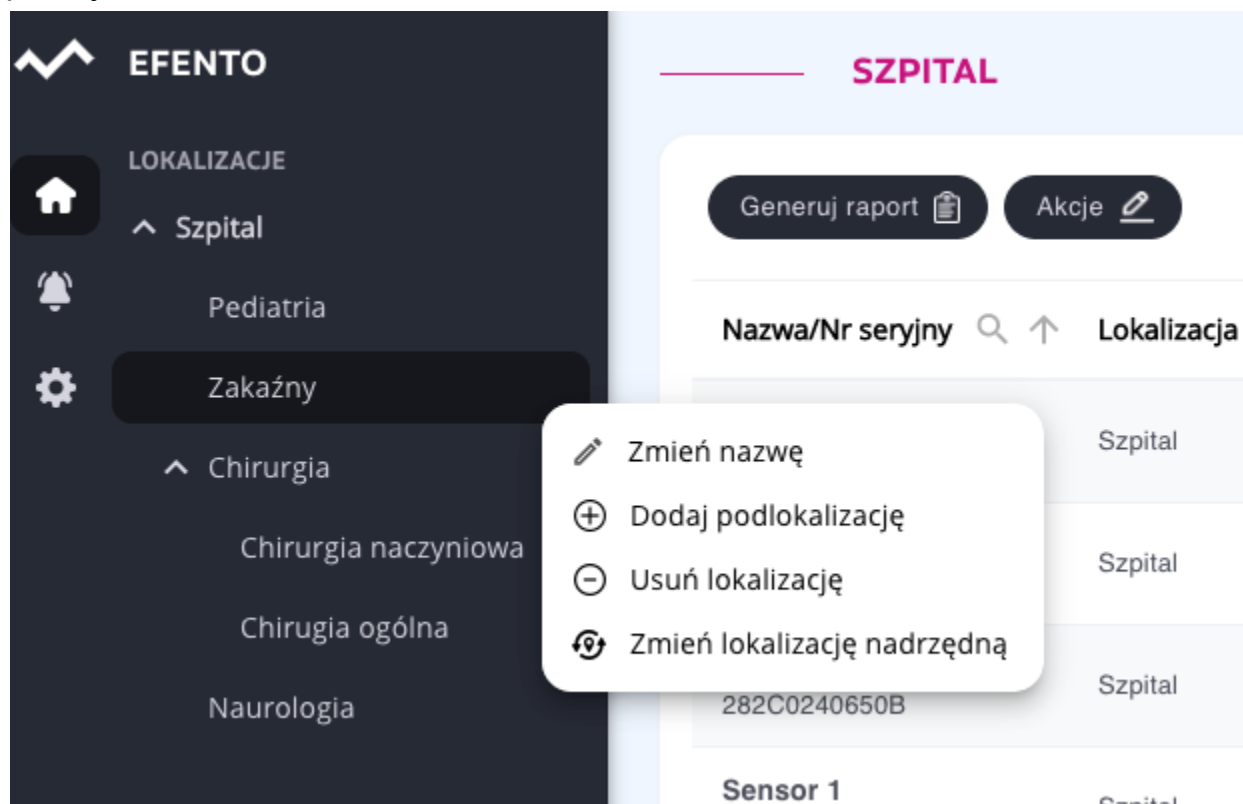 EFENTO
LOKALIZACJE
Szpital
Pediatria
Zakaźny
Chirurgia
Chirurgia naczyniowa
Chirugia ogólna
Naurologia
Zmień nazwę
Dodaj podlokalizację
Usuń lokalizację
Zmień lokalizację nadrzędną
SZPITAL
Generuj raport
Akcje
Nazwa/Nr seryjny
Lokalizacja
Szpital
Szpital
282C0240650B
Szpital
Sensor 1
Szpital